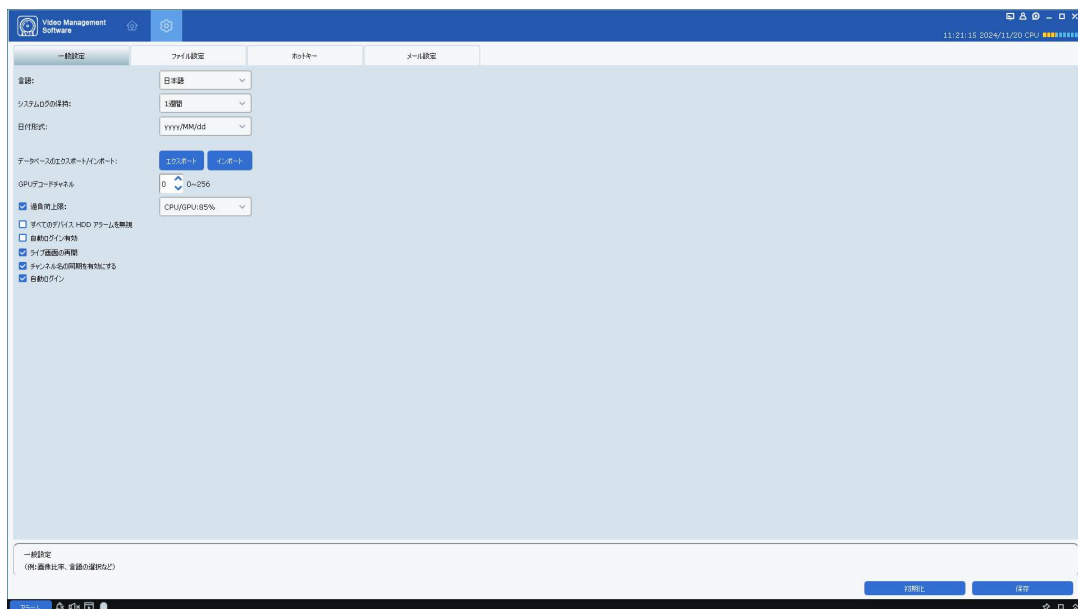 Video Management
Software
11:21:15 2024/11/20 CPU
一般設定
ファイル設定
ホットキー
メール設定
言語:
日本語
システムログの保持:
1週間
日付形式:
yyyy/MM/dd
データベースのエクスポート/インポート:
エクスポート
インポート
GPUデコードチャネル
0
0~256
過負荷上限:
CPU/GPU:85%
すべてのデバイス HDD アラームを無視
自動ログイン有効
ライブ画面の再開
チャンネル名の同期を有効にする
自動ログイン
一般設定
(例:画像比率、言語の選択など)
初期化
保存
アラーム